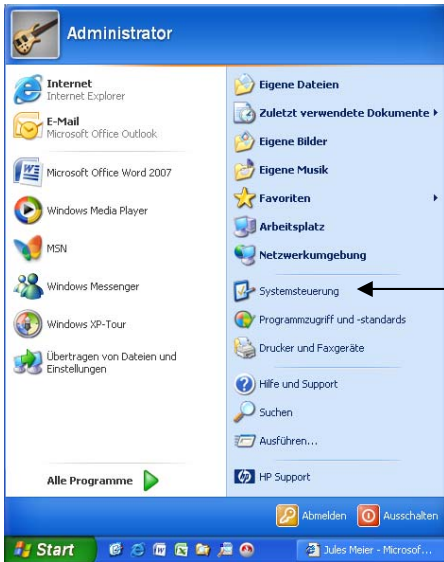 Administrator
Internet
Internet Explorer
E-Mail
Microsoft Office Outlook
Microsoft Office Word 2007
Windows Media Player
MSN
Windows Messenger
Windows XP-Tour
Übertragen von Dateien und
Einstellungen
Alle Programme
Eigene Dateien
Zuletzt verwendete Dokumente
Eigene Bilder
Eigene Musik
Favoriten
Arbeitsplatz
Netzwerkumgebung
Systemsteuerung
Programmzugriff und -standards
Drucker und Faxgeräte
Hilfe und Support
Suchen
Ausführen...
HP Support
Abmelden
Ausschalten
Start
Jules Meier - Microsof...